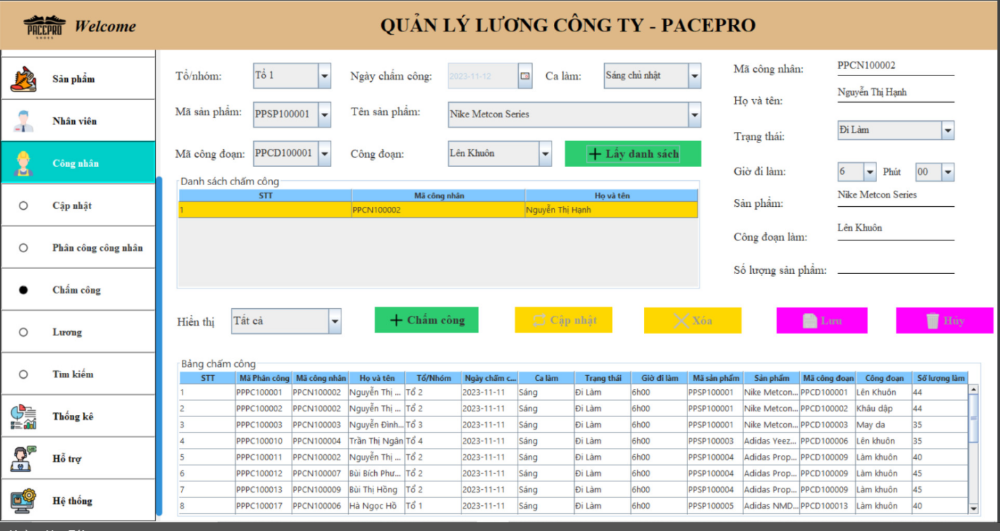 PACEPRO
SHOES
Welcome
QUẢN LÝ LƯƠNG CÔNG TY - PACEPRO
Sản phẩm
Nhân viên
Công nhân
Cập nhật
Phân công công nhân
Chấm công
Lương
Tìm kiếm
Thống kê
Hỗ trợ
Hệ thống
Tổ/nhóm: Tổ 1 Ngày chấm công: 2023-11-12 Ca làm: Sáng chủ nhật
Mã sản phẩm: PPSP100001 Tên sản phẩm: Nike Metcon Series
Mã công đoạn: PPCD100001 Công đoạn: Lên Khuôn + Lấy danh sách
Danh sách chấm công
STT Mã công nhân Họ và tên
1 PPCN100002 Nguyễn Thị Hạnh
Mã công nhân: PPCN100002
Họ và tên: Nguyễn Thị Hạnh
Trạng thái: Đi Làm
Giờ đi làm: 6 Phút 00
Sản phẩm: Nike Metcon Series
Công đoạn làm: Lên Khuôn
Số lượng sản phẩm:
Hiển thị Tất cả + Chấm công Cập nhật Xóa Lưu Hủy
Bảng chấm công
STT Mã Phân công Mã công nhân Họ và tên Tổ/Nhóm Ngày chấm c... Ca làm Trạng thái Giờ đi làm Mã sản phẩm Sản phẩm Mã công đoạn Công đoạn Số lượng làm
1 PPPC100001 PPCN100002 Nguyễn Thị ... Tổ 2 2023-11-11 Sáng Đi Làm 6h00 PPSP100001 Nike Metcon... PPCD100001 Lên Khuôn 44
2 PPPC100002 PPCN100002 Nguyễn Thị ... Tổ 2 2023-11-11 Sáng Đi Làm 6h00 PPSP100001 Nike Metcon... PPCD100002 Khâu dập 44
3 PPPC100003 PPCN100003 Nguyễn Đình... Tổ 3 2023-11-11 Sáng Đi Làm 6h00 PPSP100001 Nike Metcon... PPCD100003 May da 35
4 PPPC100010 PPCN100004 Trần Thị Ngân Tổ 4 2023-11-11 Sáng Đi Làm 6h00 PPSP100003 Adidas Yeez... PPCD100006 Lên khuôn 35
5 PPPC100011 PPCN100002 Nguyễn Thị ... Tổ 2 2023-11-11 Sáng Đi Làm 6h00 PPSP100004 Adidas Prop... PPCD100009 Làm khuôn 40
6 PPPC100012 PPCN100007 Bùi Bích Phư... Tổ 2 2023-11-11 Sáng Đi Làm 6h00 PPSP100004 Adidas Prop... PPCD100009 Làm khuôn 45
7 PPPC100013 PPCN100009 Bùi Thị Hồng Tổ 2 2023-11-11 Sáng Đi Làm 6h00 PPSP100004 Adidas Prop... PPCD100009 Làm khuôn 45
8 PPPC100017 PPCN100006 Hà Ngọc Hồ Tổ 1 2023-11-11 Sáng Đi Làm 6h00 PPSP100005 Adidas NMD... PPCD100013 Làm khuôn 40